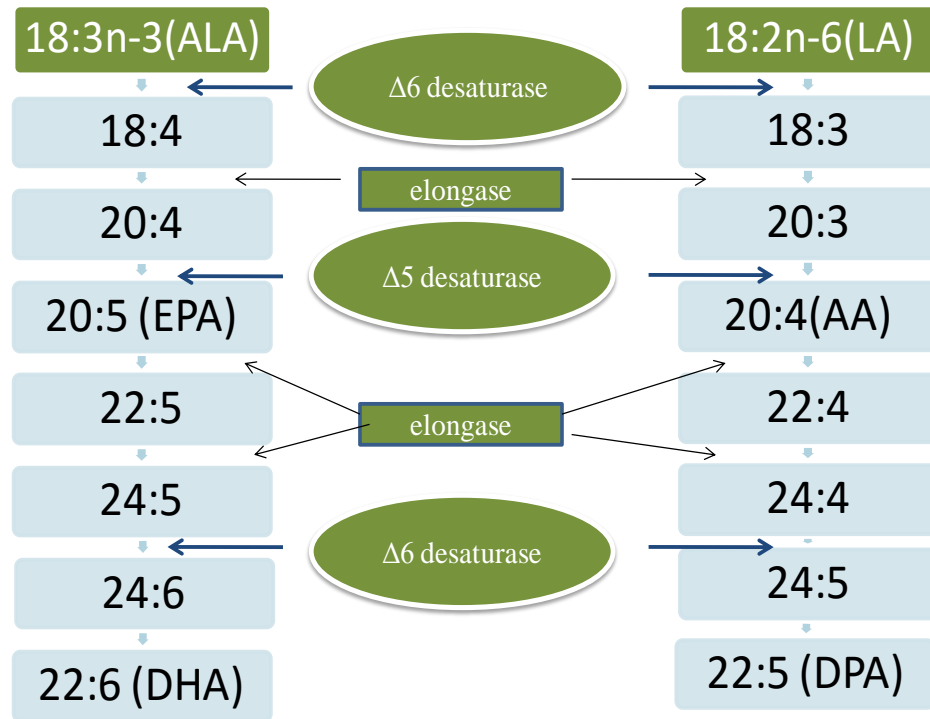 18:3n-3(ALA)
Δ6 desaturase
18:2n-6(LA)
18:4
18:3
elongase
20:4
20:3
Δ5 desaturase
20:5 (EPA)
20:4(AA)
22:5
elongase
22:4
24:5
24:4
Δ6 desaturase
24:6
24:5
22:6 (DHA)
22:5 (DPA)